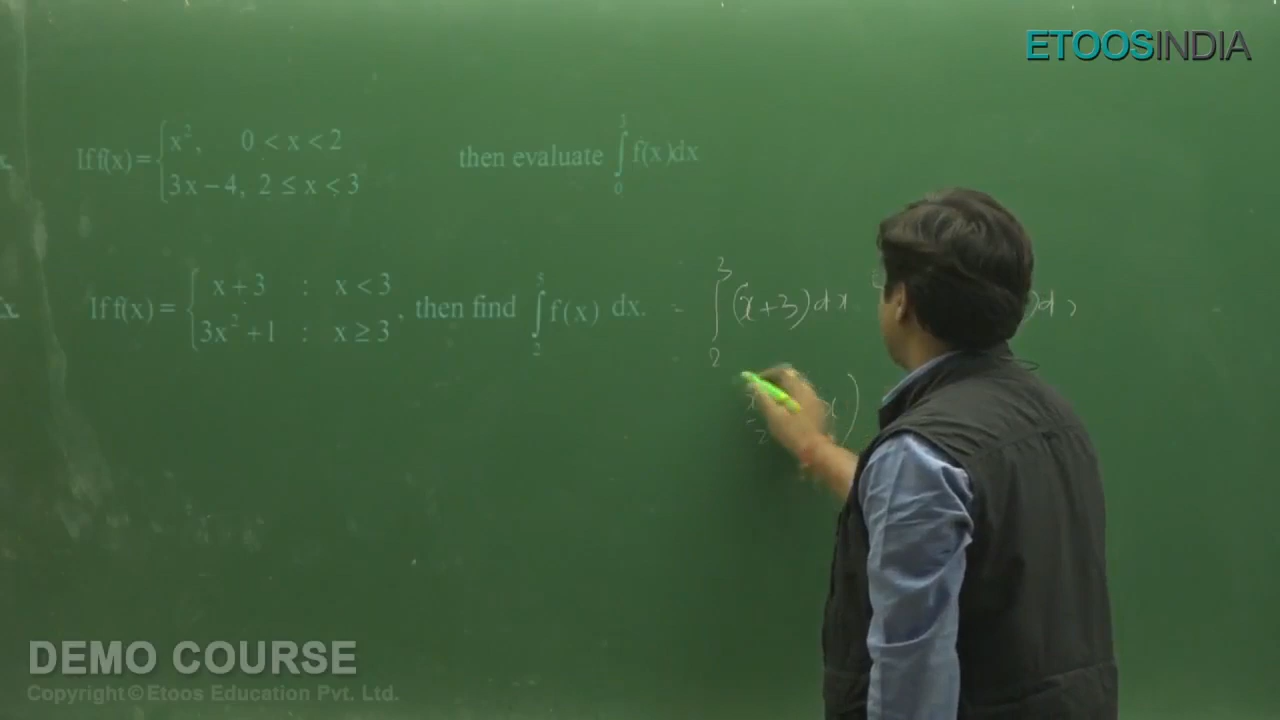 ETOOSINDIA
If f(x) = { x², 0 < x < 2 then evaluate ∫₀³ f(x)dx
3x − 4, 2 ≤ x < 3
If f(x) = { x + 3 : x < 3 , then find ∫₂⁵ f(x) dx. = ∫₂³ (x+3)dx
3x² + 1 : x ≥ 3
DEMO COURSE
Copyright©Etoos Education Pvt. Ltd.